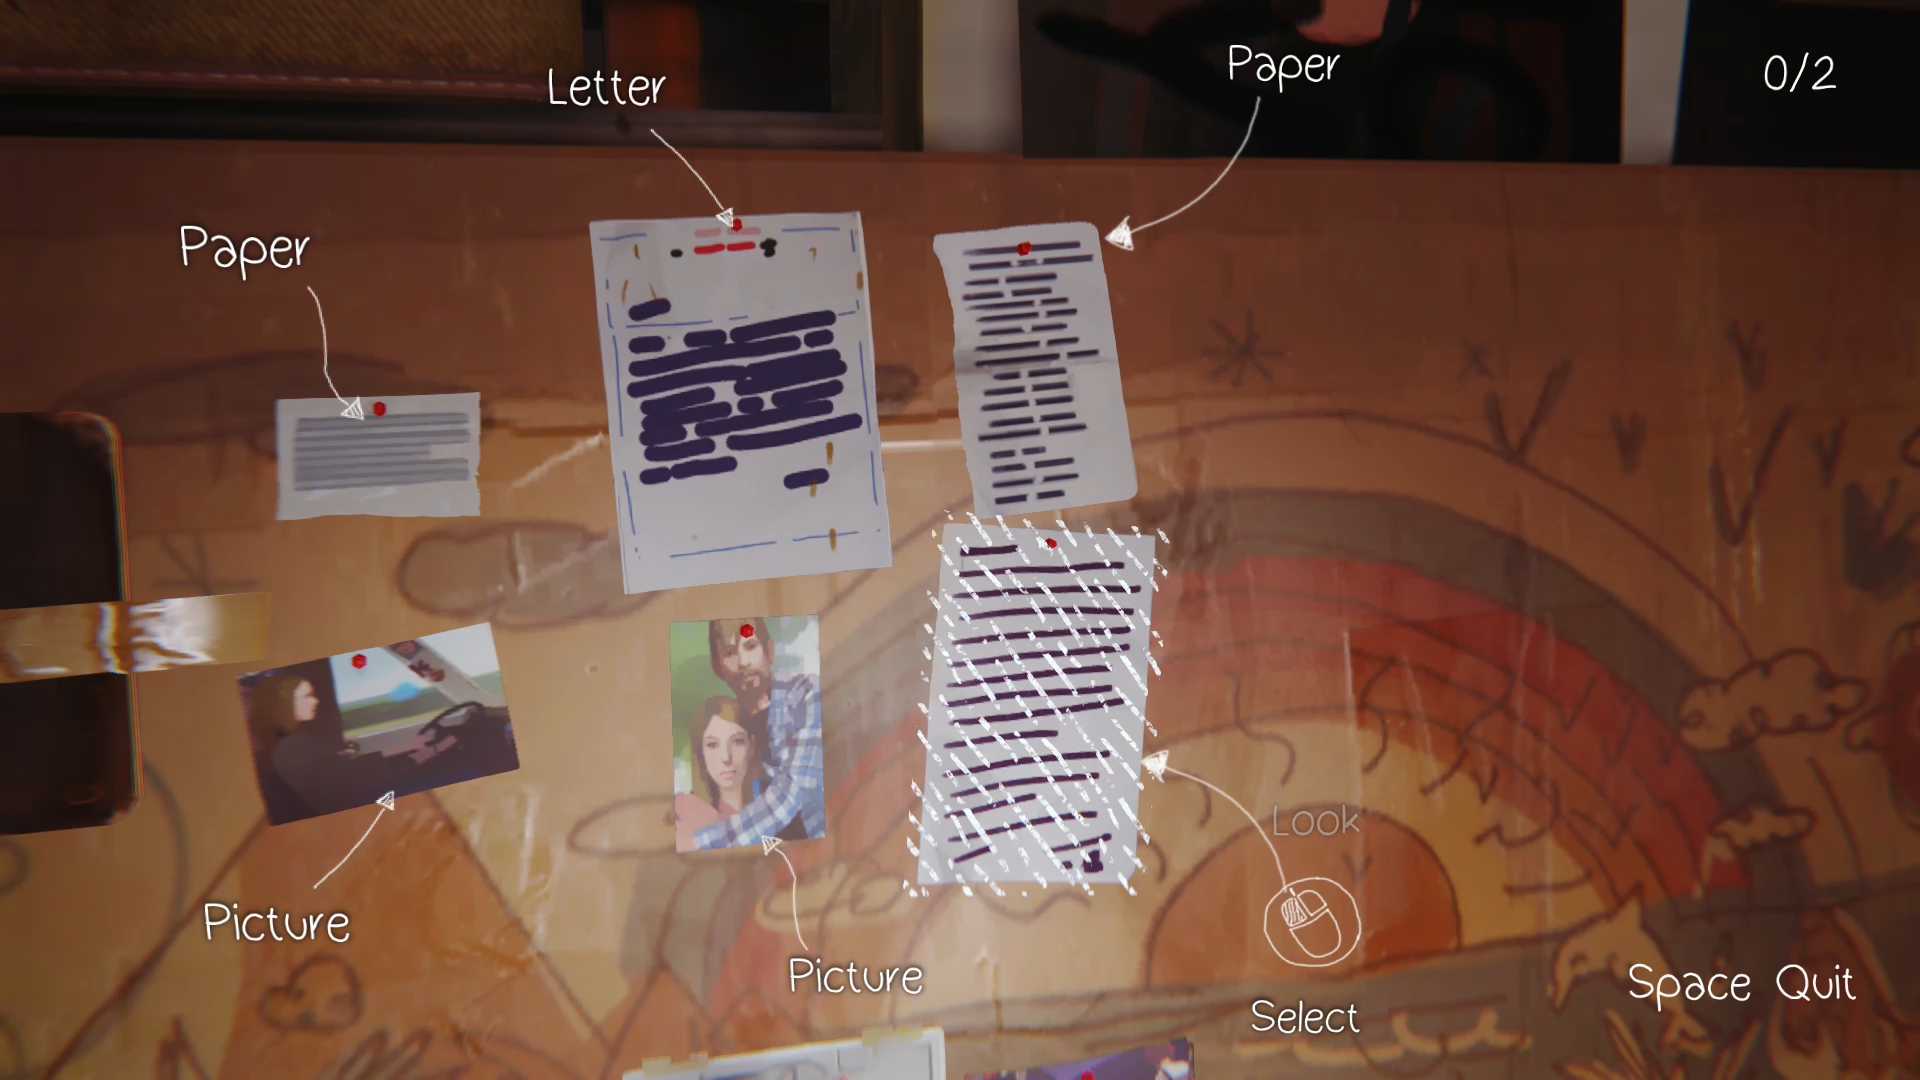 Letter
Paper
0/2
Paper
Look
Picture
Picture
Select
Space Quit